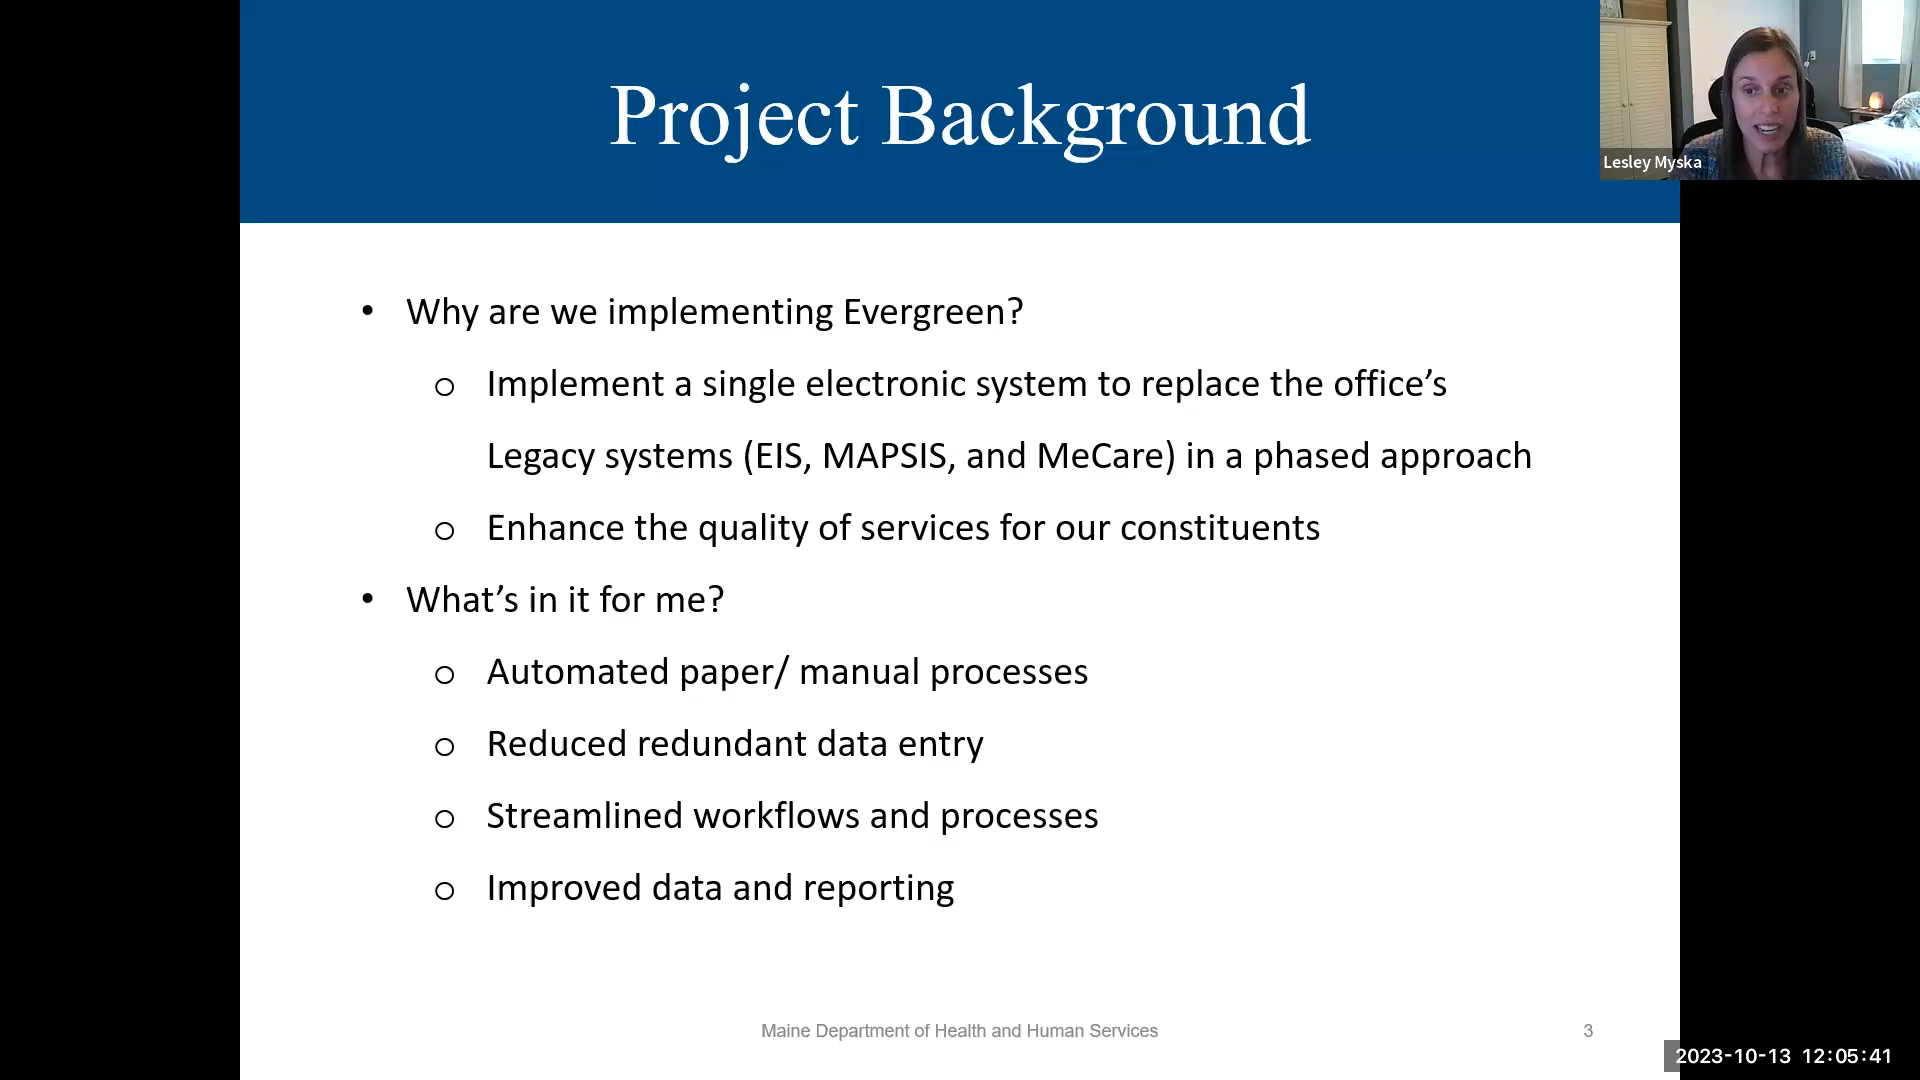 Project Background
Lesley Myska
• Why are we implementing Evergreen?
o Implement a single electronic system to replace the office’s
Legacy systems (EIS, MAPSIS, and MeCare) in a phased approach
o Enhance the quality of services for our constituents
• What’s in it for me?
o Automated paper/ manual processes
o Reduced redundant data entry
o Streamlined workflows and processes
o Improved data and reporting
Maine Department of Health and Human Services
3
2023-10-13 12:05:41